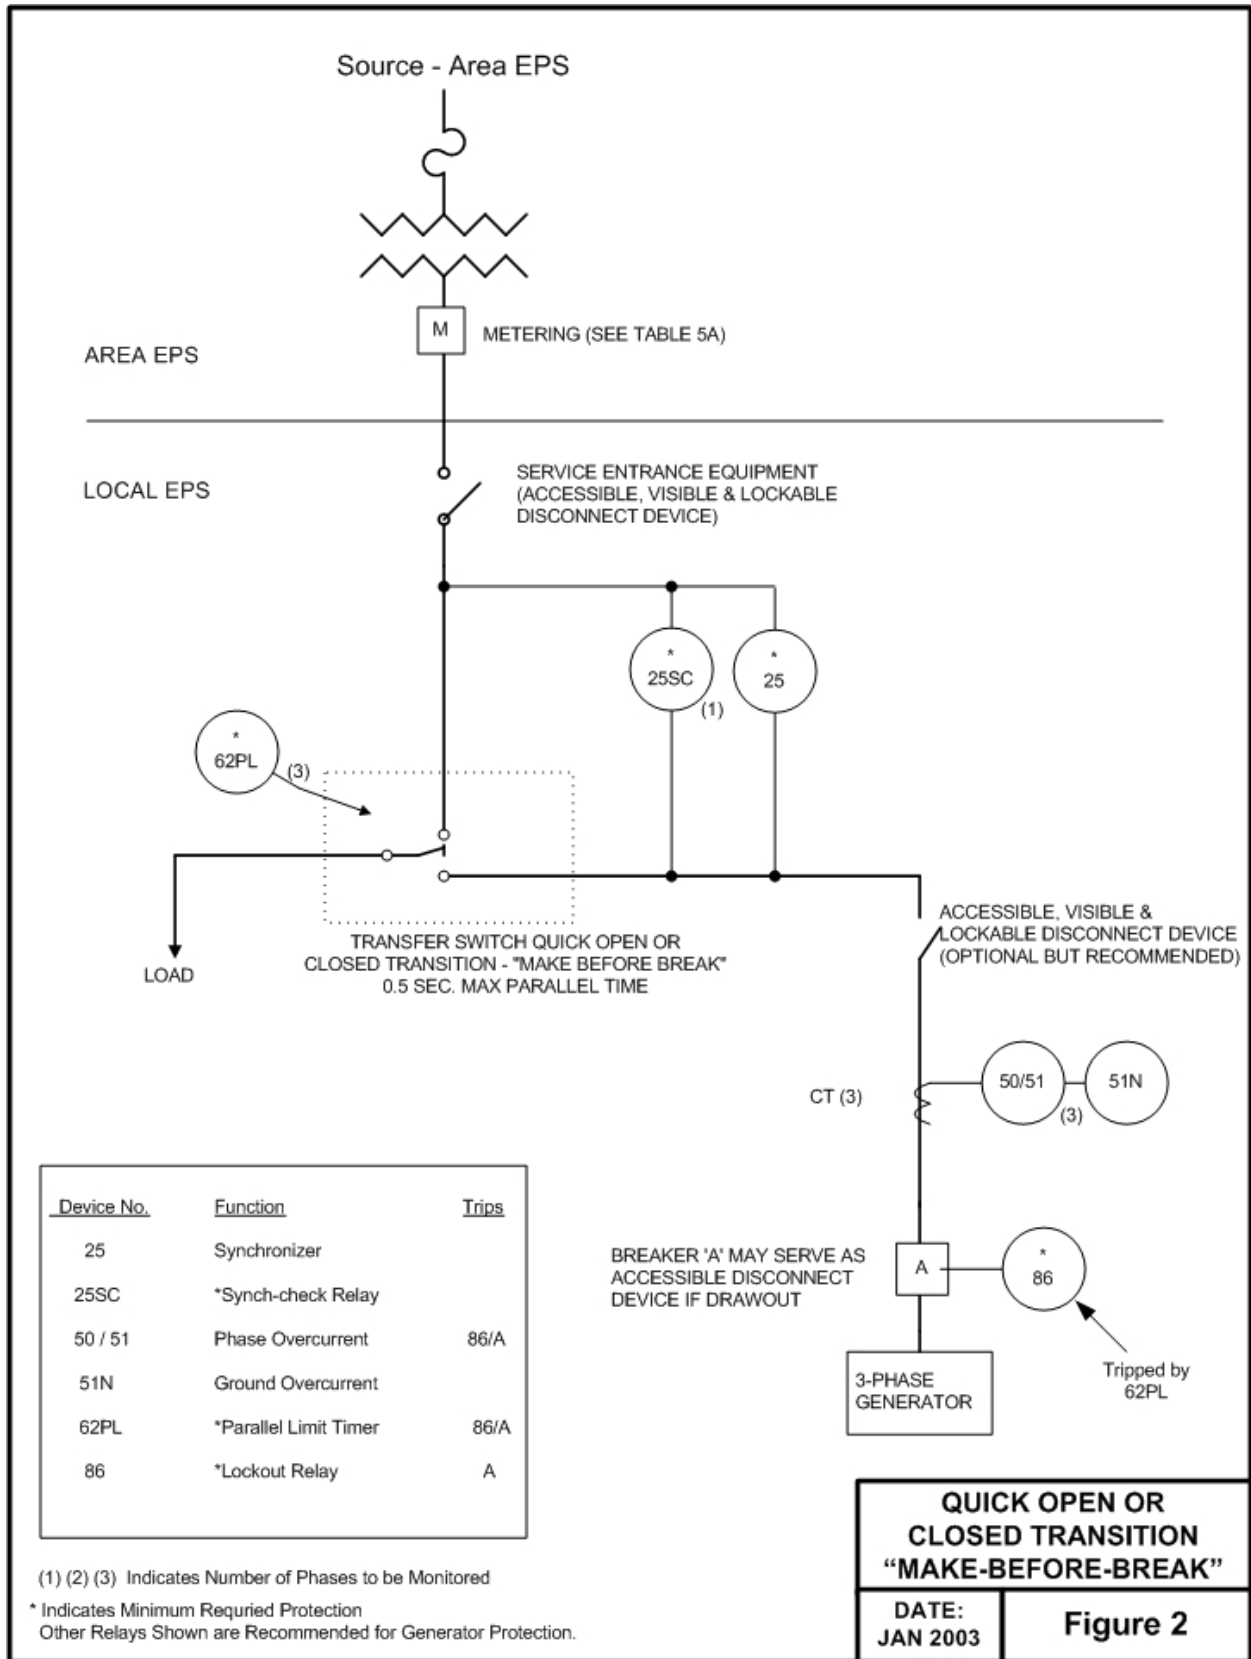 Source - Area EPS
M
METERING (SEE TABLE 5A)
AREA EPS
LOCAL EPS
SERVICE ENTRANCE EQUIPMENT
(ACCESSIBLE, VISIBLE & LOCKABLE
DISCONNECT DEVICE)
*
25SC
(1)
*
25
*
62PL
(3)
TRANSFER SWITCH QUICK OPEN OR
CLOSED TRANSITION - "MAKE BEFORE BREAK"
0.5 SEC. MAX PARALLEL TIME
LOAD
ACCESSIBLE, VISIBLE &
LOCKABLE DISCONNECT DEVICE
(OPTIONAL BUT RECOMMENDED)
CT (3)
50/51
(3)
51N
BREAKER 'A' MAY SERVE AS
ACCESSIBLE DISCONNECT
DEVICE IF DRAWOUT
A
*
86
Tripped by
62PL
3-PHASE
GENERATOR
Device No. Function Trips
25 Synchronizer
25SC *Synch-check Relay
50 / 51 Phase Overcurrent 86/A
51N Ground Overcurrent
62PL *Parallel Limit Timer 86/A
86 *Lockout Relay A
(1) (2) (3) Indicates Number of Phases to be Monitored
* Indicates Minimum Requried Protection
Other Relays Shown are Recommended for Generator Protection.
QUICK OPEN OR
CLOSED TRANSITION
“MAKE-BEFORE-BREAK”
DATE:
JAN 2003
Figure 2